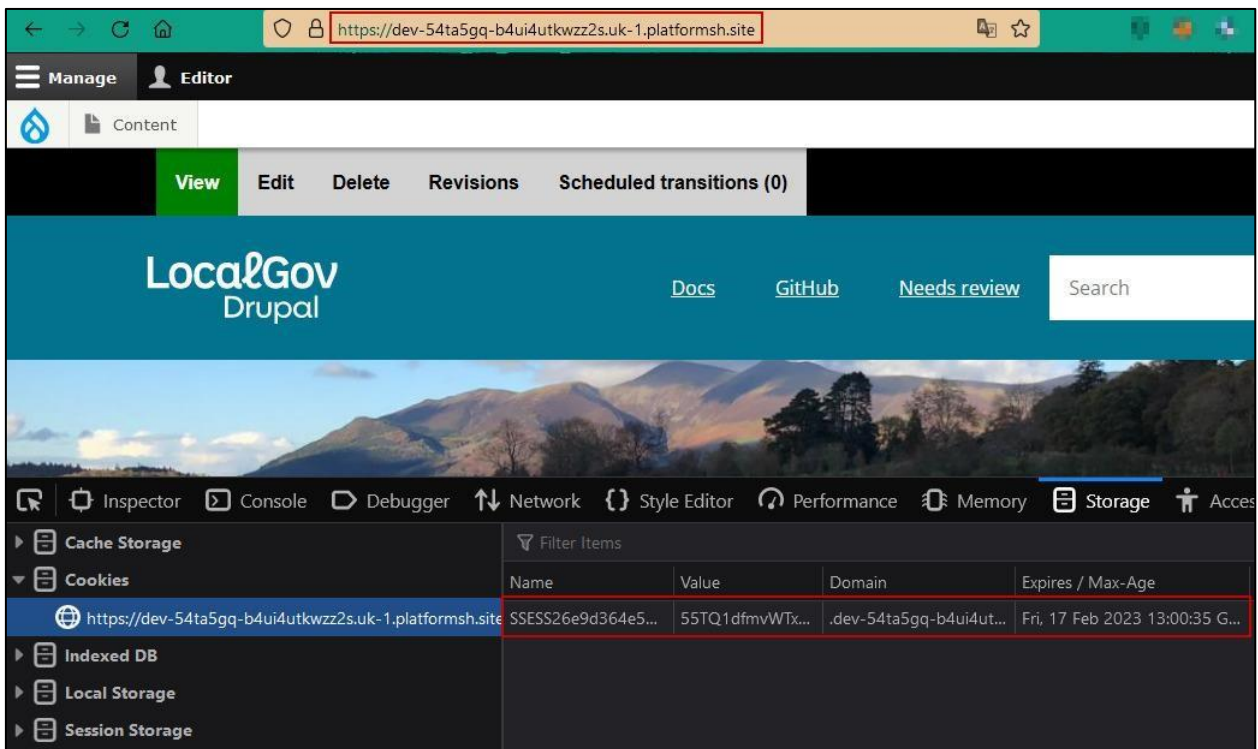 https://dev-54ta5gq-b4ui4utkwzz2s.uk-1.platformsh.site
Manage Editor
Content
View Edit Delete Revisions Scheduled transitions (0)
LocalGov
Drupal
Docs GitHub Needs review Search
Inspector Console Debugger Network Style Editor Performance Memory Storage Acces
Cache Storage Filter Items
Cookies Name Value Domain Expires / Max-Age
https://dev-54ta5gq-b4ui4utkwzz2s.uk-1.platformsh.site SSESS26e9d364e5... 55TQ1dfmvWTx... .dev-54ta5gq-b4ui4ut... Fri, 17 Feb 2023 13:00:35 G...
Indexed DB
Local Storage
Session Storage